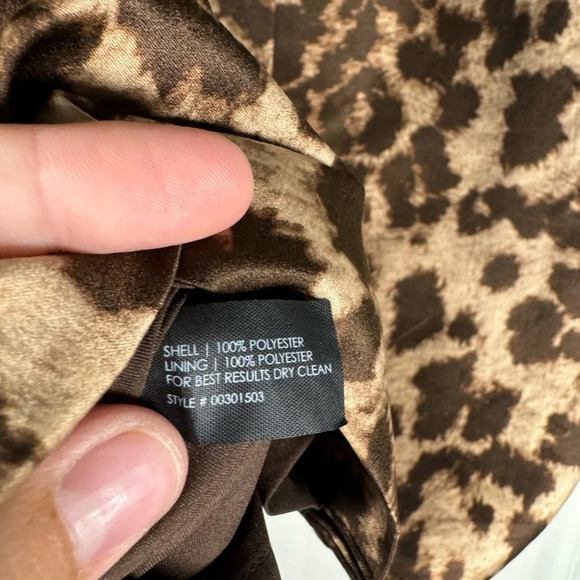 SHELL | 100% POLYESTER
LINING | 100% POLYESTER
FOR BEST RESULTS DRY CLEAN
STYLE # 00301503